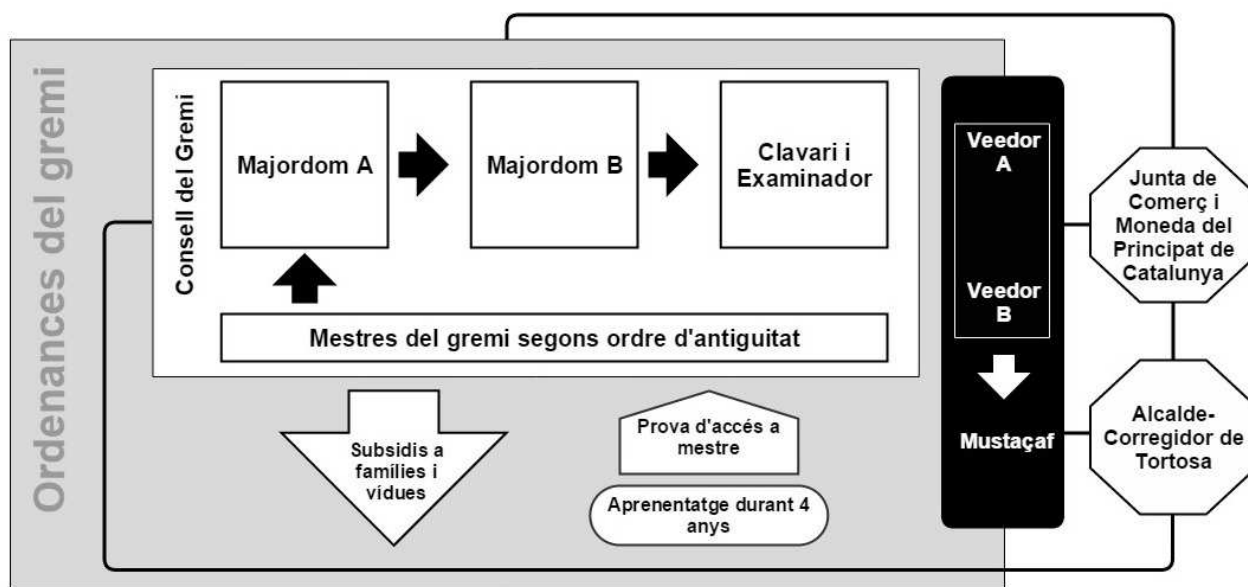 Ordenances del gremi
Consell del Gremi
Majordom A
Majordom B
Clavari i
Examinador
Mestres del gremi segons ordre d'antiguitat
Subsidis a
famílies i
vídues
Prova d'accés a
mestre
Aprenentatge durant 4
anys
Veedor
A
Veedor
B
Mustaçaf
Junta de
Comerç i
Moneda del
Principat de
Catalunya
Alcalde-
Corregidor de
Tortosa